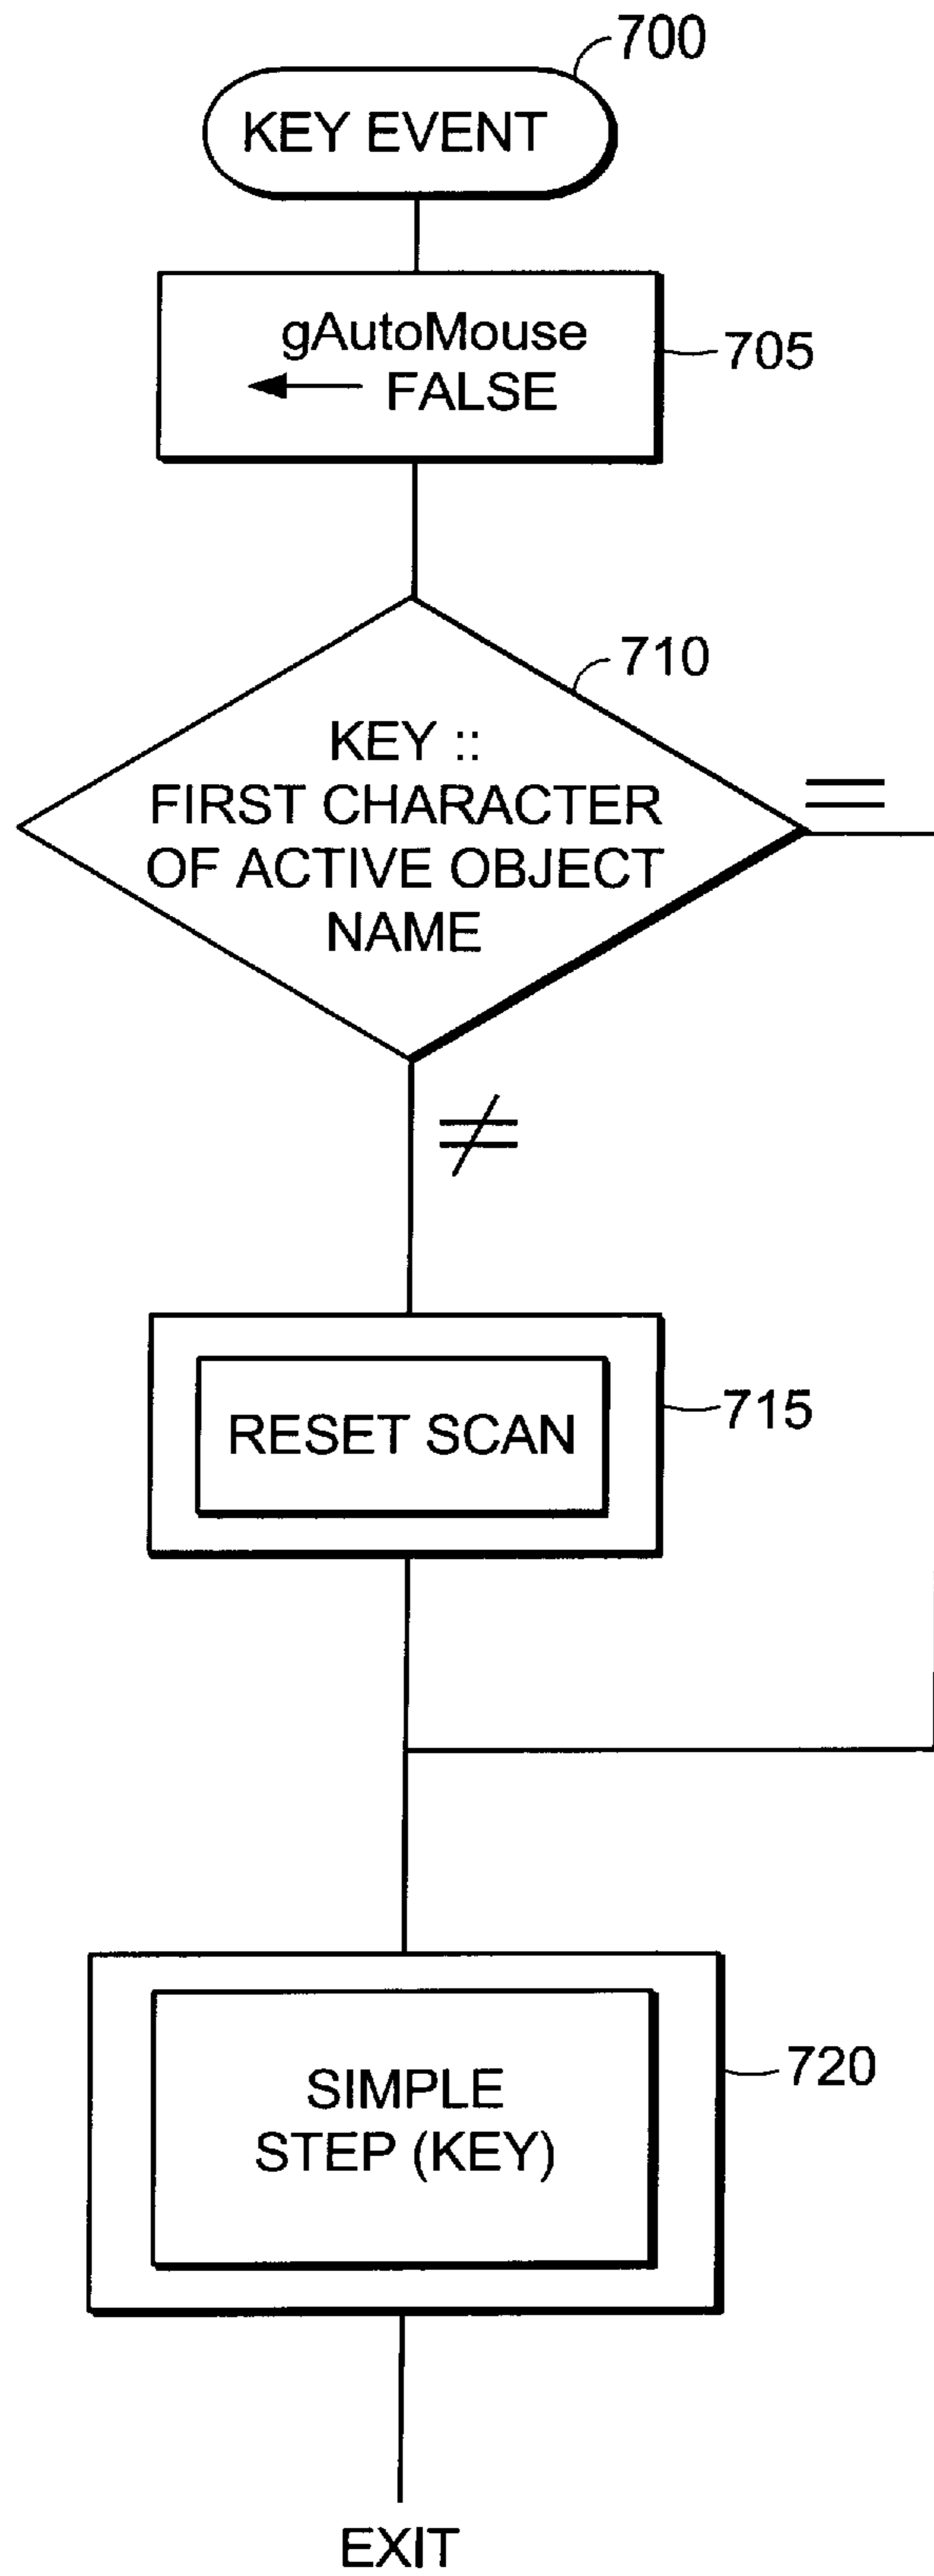 700
KEY EVENT
gAutoMouse
← FALSE
705
710
KEY ::
FIRST CHARACTER
OF ACTIVE OBJECT
NAME
=
≠
RESET SCAN
715
SIMPLE
STEP (KEY)
720
EXIT